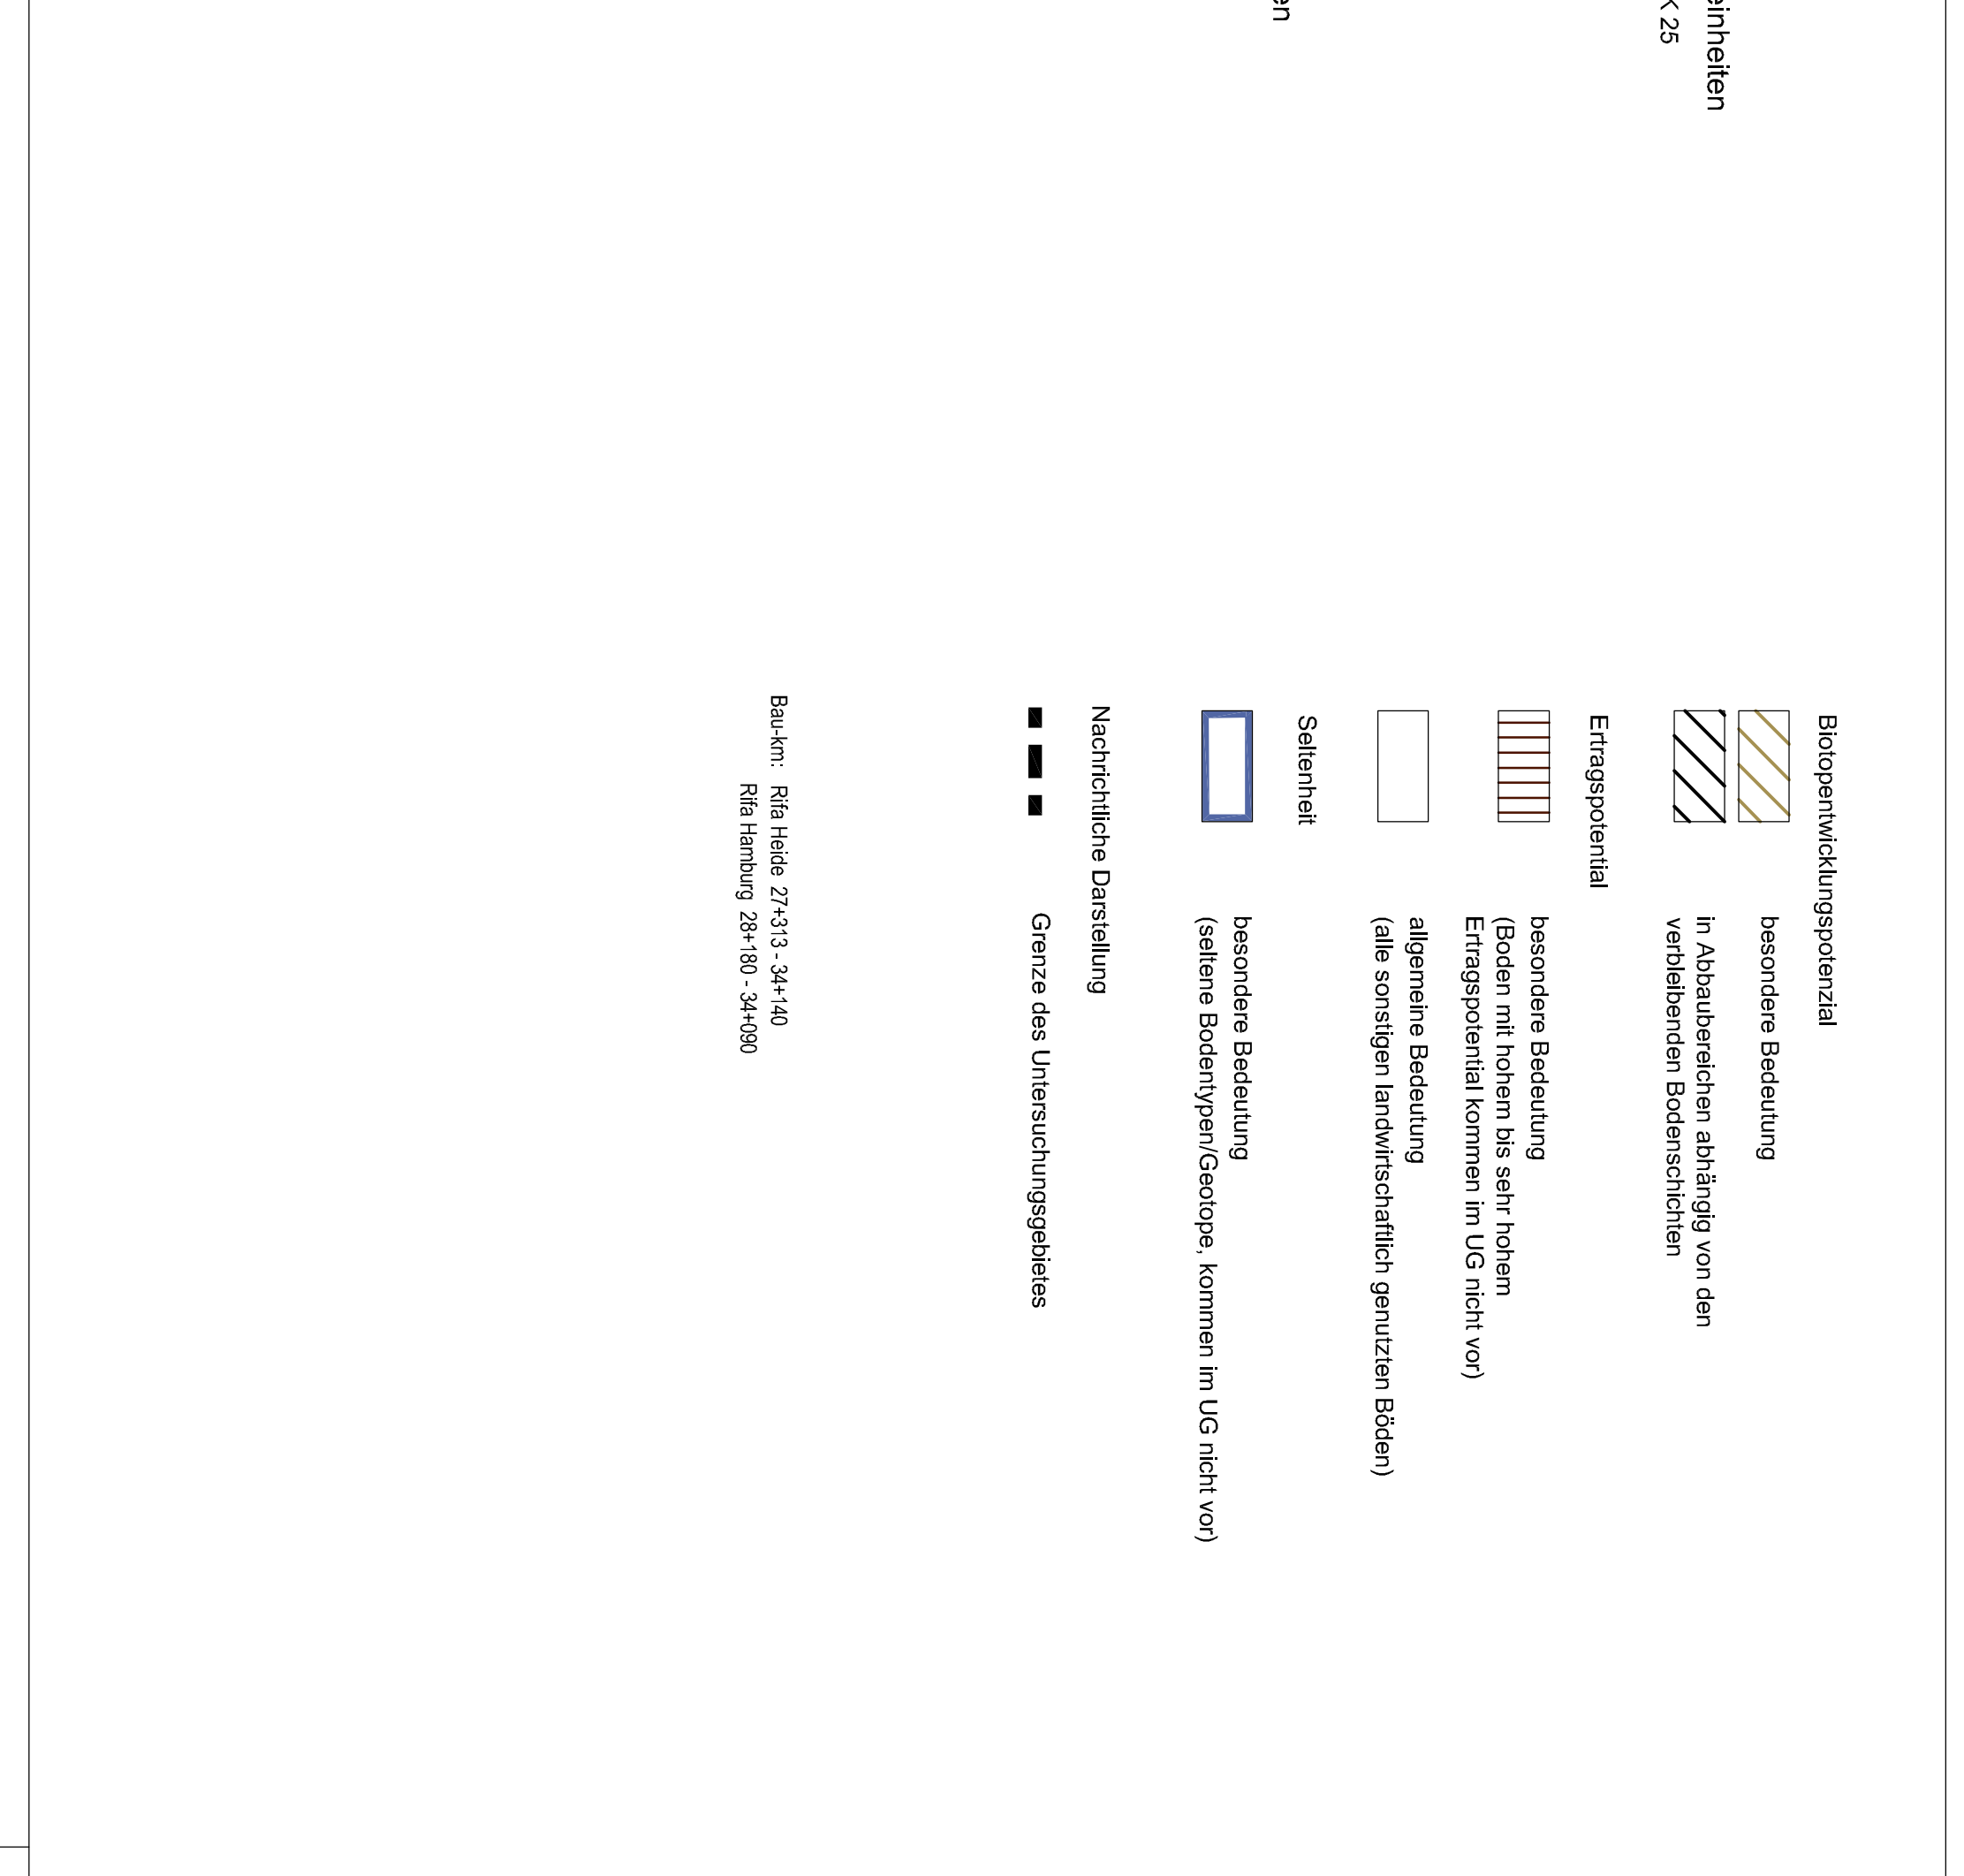 einheiten
K 25
en
Biotopentwicklungspotenzial
besondere Bedeutung
in Abbaubereichen abhängig von den
verbleibenden Bodenschichten
Ertragspotential
besondere Bedeutung
(Boden mit hohem bis sehr hohem
Ertragspotential kommen im UG nicht vor)
allgemeine Bedeutung
(alle sonstigen landwirtschaftlich genutzten Böden)
Seltenheit
besondere Bedeutung
(seltene Bodentypen/Geotope, kommen im UG nicht vor)
Nachrichtliche Darstellung
Grenze des Untersuchungsgebietes
Bau-km: Rifa Heide 27+313 - 34+140
Rifa Hamburg 28+180 - 34+090